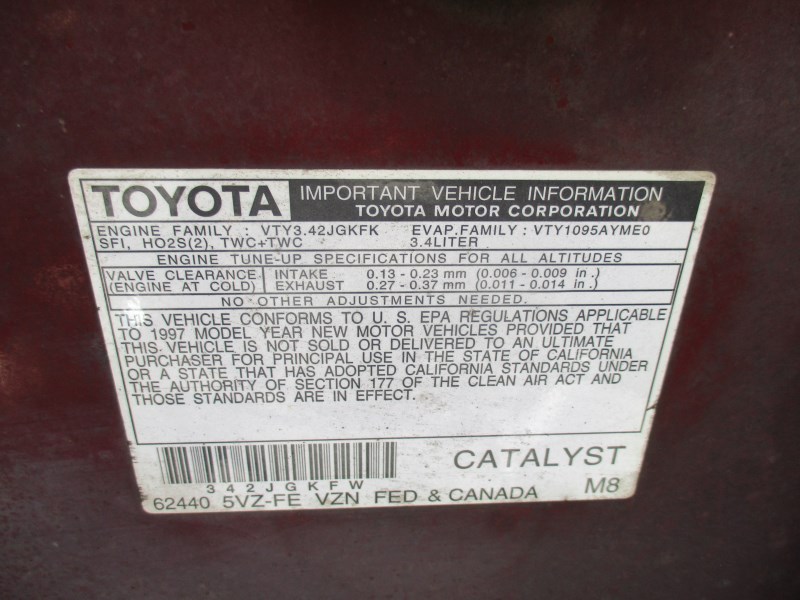 TOYOTA IMPORTANT VEHICLE INFORMATION
TOYOTA MOTOR CORPORATION
ENGINE FAMILY : VTY3.42JGKFK EVAP.FAMILY : VTY1095AYME0
SFI, HO2S(2), TWC+TWC 3.4LITER
ENGINE TUNE-UP SPECIFICATIONS FOR ALL ALTITUDES
VALVE CLEARANCE INTAKE 0.13 - 0.23 mm (0.006 - 0.009 in .)
(ENGINE AT COLD) EXHAUST 0.27 - 0.37 mm (0.011 - 0.014 in .)
NO OTHER ADJUSTMENTS NEEDED.
THIS VEHICLE CONFORMS TO U. S. EPA REGULATIONS APPLICABLE
TO 1997 MODEL YEAR NEW MOTOR VEHICLES PROVIDED THAT
THIS VEHICLE IS NOT SOLD OR DELIVERED TO AN ULTIMATE
PURCHASER FOR PRINCIPAL USE IN THE STATE OF CALIFORNIA
OR A STATE THAT HAS ADOPTED CALIFORNIA STANDARDS UNDER
THE AUTHORITY OF SECTION 177 OF THE CLEAN AIR ACT AND
THOSE STANDARDS ARE IN EFFECT.
CATALYST
342JGKFW
62440 5VZ-FE VZN FED & CANADA M8